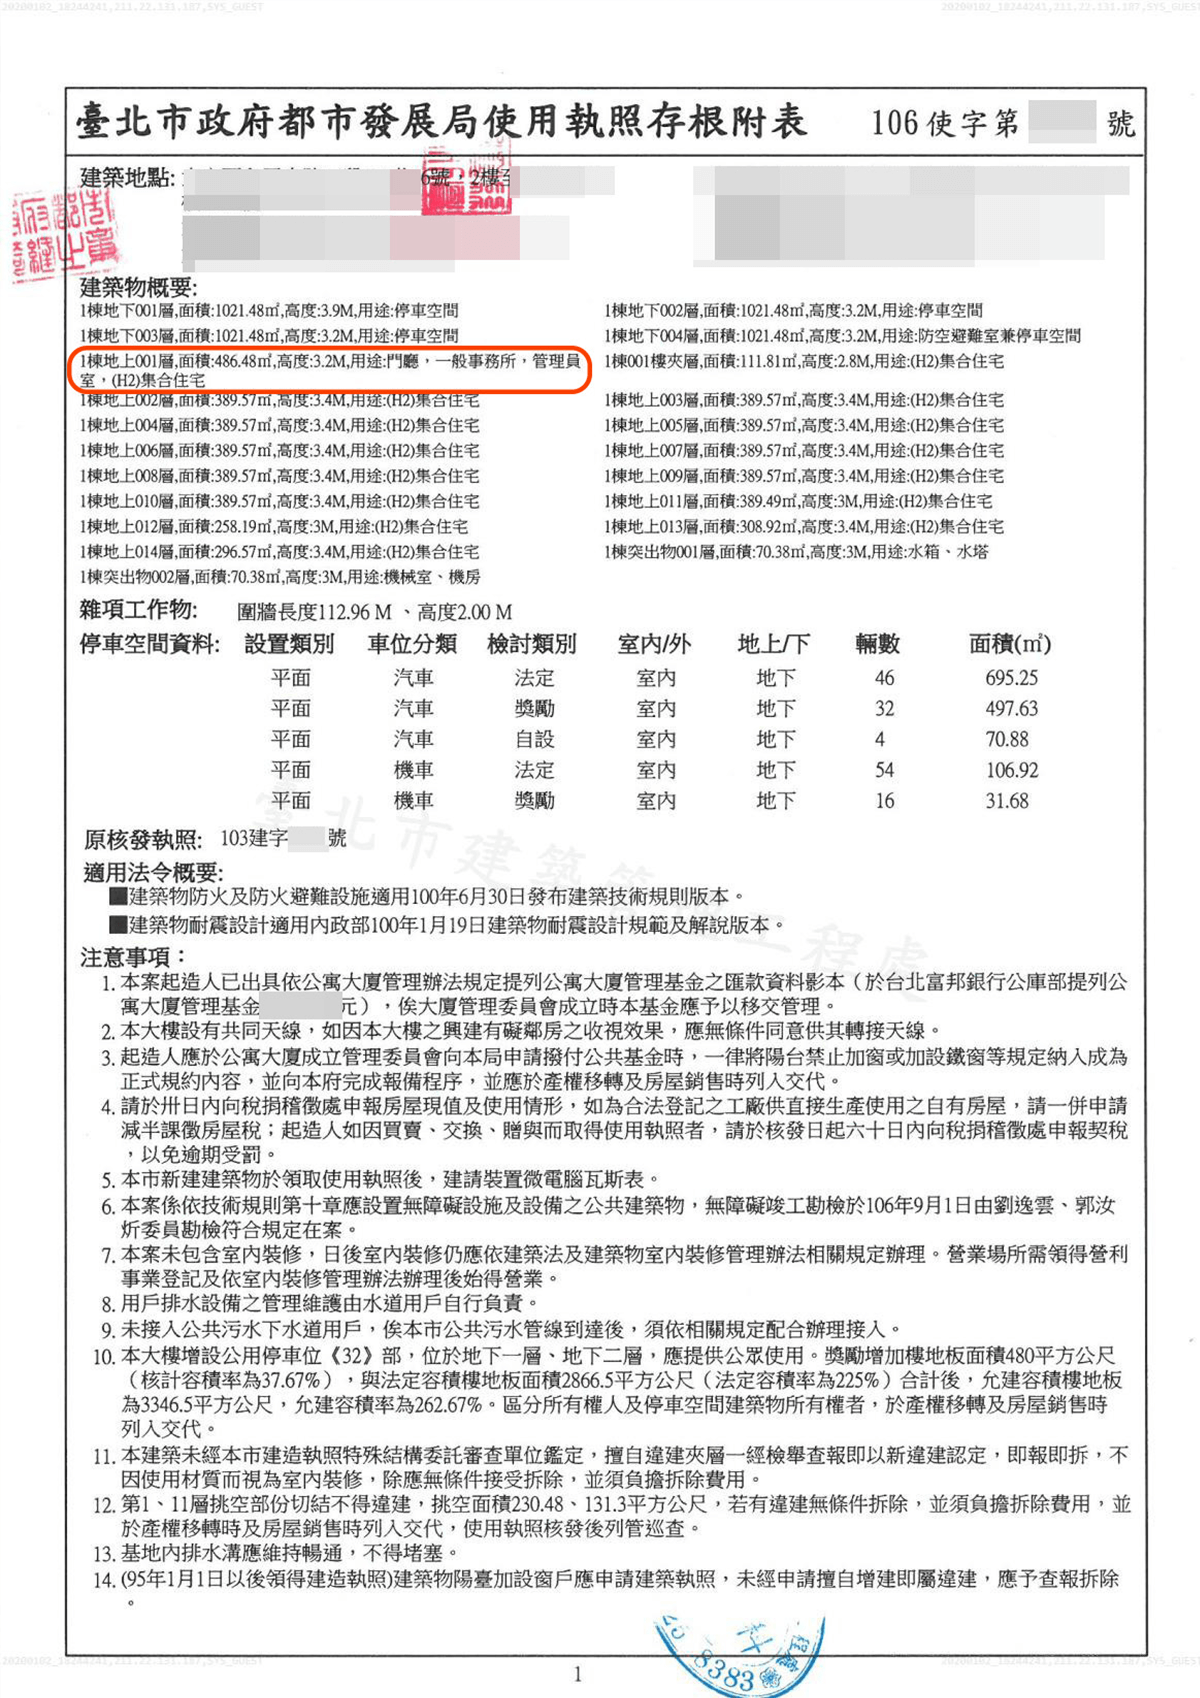 20200102_18244241,211.22.131.187,SYS_GUEST
20200102_18244241,211.22.131.187,SYS_GUEST
臺北市政府都市發展局使用執照存根附表 106使字第 號
建築地點: 6號,2樓至
建築物概要:
1棟地下001層,面積:1021.48㎡,高度:3.9M,用途:停車空間 1棟地下002層,面積:1021.48㎡,高度:3.2M,用途:停車空間
1棟地下003層,面積:1021.48㎡,高度:3.2M,用途:停車空間 1棟地下004層,面積:1021.48㎡,高度:3.2M,用途:防空避難室兼停車空間
1棟地上001層,面積:486.48㎡,高度:3.2M,用途:門廳,一般事務所,管理員 1棟001樓夾層,面積:111.81㎡,高度:2.8M,用途:(H2)集合住宅
室,(H2)集合住宅
1棟地上002層,面積:389.57㎡,高度:3.4M,用途:(H2)集合住宅 1棟地上003層,面積:389.57㎡,高度:3.4M,用途:(H2)集合住宅
1棟地上004層,面積:389.57㎡,高度:3.4M,用途:(H2)集合住宅 1棟地上005層,面積:389.57㎡,高度:3.4M,用途:(H2)集合住宅
1棟地上006層,面積:389.57㎡,高度:3.4M,用途:(H2)集合住宅 1棟地上007層,面積:389.57㎡,高度:3.4M,用途:(H2)集合住宅
1棟地上008層,面積:389.57㎡,高度:3.4M,用途:(H2)集合住宅 1棟地上009層,面積:389.57㎡,高度:3.4M,用途:(H2)集合住宅
1棟地上010層,面積:389.57㎡,高度:3.4M,用途:(H2)集合住宅 1棟地上011層,面積:389.49㎡,高度:3M,用途:(H2)集合住宅
1棟地上012層,面積:258.19㎡,高度:3M,用途:(H2)集合住宅 1棟地上013層,面積:308.92㎡,高度:3.4M,用途:(H2)集合住宅
1棟地上014層,面積:296.57㎡,高度:3.4M,用途:(H2)集合住宅 1棟突出物001層,面積:70.38㎡,高度:3M,用途:水箱、水塔
1棟突出物002層,面積:70.38㎡,高度:3M,用途:機械室、機房
雜項工作物: 圍牆長度112.96 M 、高度2.00 M
停車空間資料: 設置類別 車位分類 檢討類別 室內/外 地上/下 輛數 面積(㎡)
平面 汽車 法定 室內 地下 46 695.25
平面 汽車 獎勵 室內 地下 32 497.63
平面 汽車 自設 室內 地下 4 70.88
平面 機車 法定 室內 地下 54 106.92
平面 機車 獎勵 室內 地下 16 31.68
原核發執照: 103建字 號
適用法令概要:
■建築物防火及防火避難設施適用100年6月30日發布建築技術規則版本。
■建築物耐震設計適用內政部100年1月19日建築物耐震設計規範及解說版本。
注意事項:
1. 本案起造人已出具依公寓大廈管理辦法規定提列公寓大廈管理基金之匯款資料影本(於台北富邦銀行公庫部提列公
寓大廈管理基金 元),俟大廈管理委員會成立時本基金應予以移交管理。
2. 本大樓設有共同天線,如因本大樓之興建有礙鄰房之收視效果,應無條件同意供其轉接天線。
3. 起造人應於公寓大廈成立管理委員會向本局申請撥付公共基金時,一律將陽台禁止加窗或加設鐵窗等規定納入成為
正式規約內容,並向本府完成報備程序,並應於產權移轉及房屋銷售時列入交代。
4. 請於卅日內向稅捐稽徵處申報房屋現值及使用情形,如為合法登記之工廠供直接生產使用之自有房屋,請一併申請
減半課徵房屋稅;起造人如因買賣、交換、贈與而取得使用執照者,請於核發日起六十日內向稅捐稽徵處申報契稅
,以免逾期受罰。
5. 本市新建建築物於領取使用執照後,建請裝置微電腦瓦斯表。
6. 本案係依技術規則第十章應設置無障礙設施及設備之公共建築物,無障礙竣工勘檢於106年9月1日由劉逸雲、郭汝
炘委員勘檢符合規定在案。
7. 本案未包含室內裝修,日後室內裝修仍應依建築法及建築物室內裝修管理辦法相關規定辦理。營業場所需領得營利
事業登記及依室內裝修管理辦法辦理後始得營業。
8. 用戶排水設備之管理維護由水道用戶自行負責。
9. 未接入公共污水下水道用戶,俟本市公共污水管線到達後,須依相關規定配合辦理接入。
10. 本大樓增設公用停車位《32》部,位於地下一層、地下二層,應提供公眾使用。獎勵增加樓地板面積480平方公尺
(核計容積率為37.67%),與法定容積樓地板面積2866.5平方公尺(法定容積率為225%)合計後,允建容積樓地板
為3346.5平方公尺,允建容積率為262.67%。區分所有權人及停車空間建築物所有權者,於產權移轉及房屋銷售時
列入交代。
11. 本建築未經本市建造執照特殊結構委託審查單位鑑定,擅自違建夾層一經檢舉查報即以新違建認定,即報即拆,不
因使用材質而視為室內裝修,除應無條件接受拆除,並須負擔拆除費用。
12. 第1、11層挑空部份切結不得違建,挑空面積230.48、131.3平方公尺,若有違建無條件拆除,並須負擔拆除費用,並
於產權移轉時及房屋銷售時列入交代,使用執照核發後列管巡查。
13. 基地內排水溝應維持暢通,不得堵塞。
14. (95年1月1日以後領得建造執照)建築物陽臺加設窗戶應申請建築執照,未經申請擅自增建即屬違建,應予查報拆除
。
8383
20200102_18244241,211.22.131.187,SYS_GUEST
20200102_18244241,211.22.131.187,SYS_GUEST
1